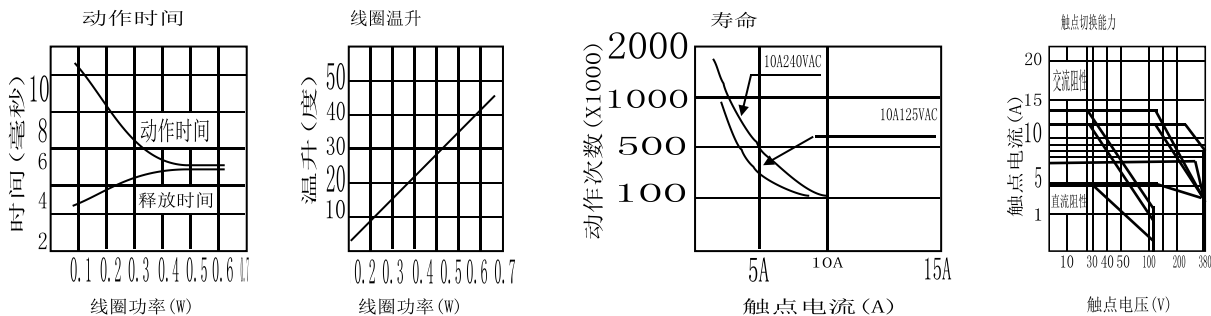 动作时间
时间(毫秒)
10
8
6
4
2
动作时间
释放时间
0.1 0.2 0.3 0.4 0.5 0.6 0.7
线圈功率(W)
线圈温升
温升(度)
50
40
30
20
10
0.2 0.3 0.4 0.5 0.6 0.7
线圈功率(W)
寿命
动作次数(X1000)
2000
1000
500
100
10A240VAC
10A125VAC
5A 10A 15A
触点电流(A)
触点切换能力
触点电流(A)
20
15
10
5
1
交流阻性
直流阻性
10 30 40 50 100 200 380
触点电压(V)